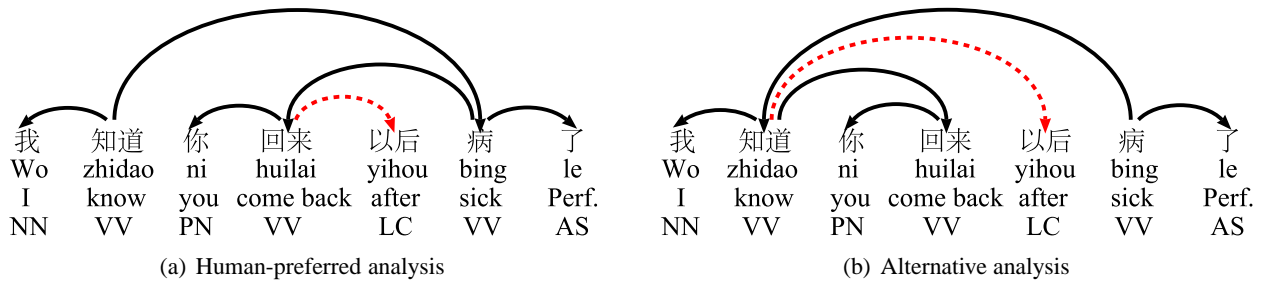 我 知道 你 回来 以后 病 了
Wo zhidao ni huilai yihou bing le
I know you come back after sick Perf.
NN VV PN VV LC VV AS
(a) Human-preferred analysis
我 知道 你 回来 以后 病 了
Wo zhidao ni huilai yihou bing le
I know you come back after sick Perf.
NN VV PN VV LC VV AS
(b) Alternative analysis